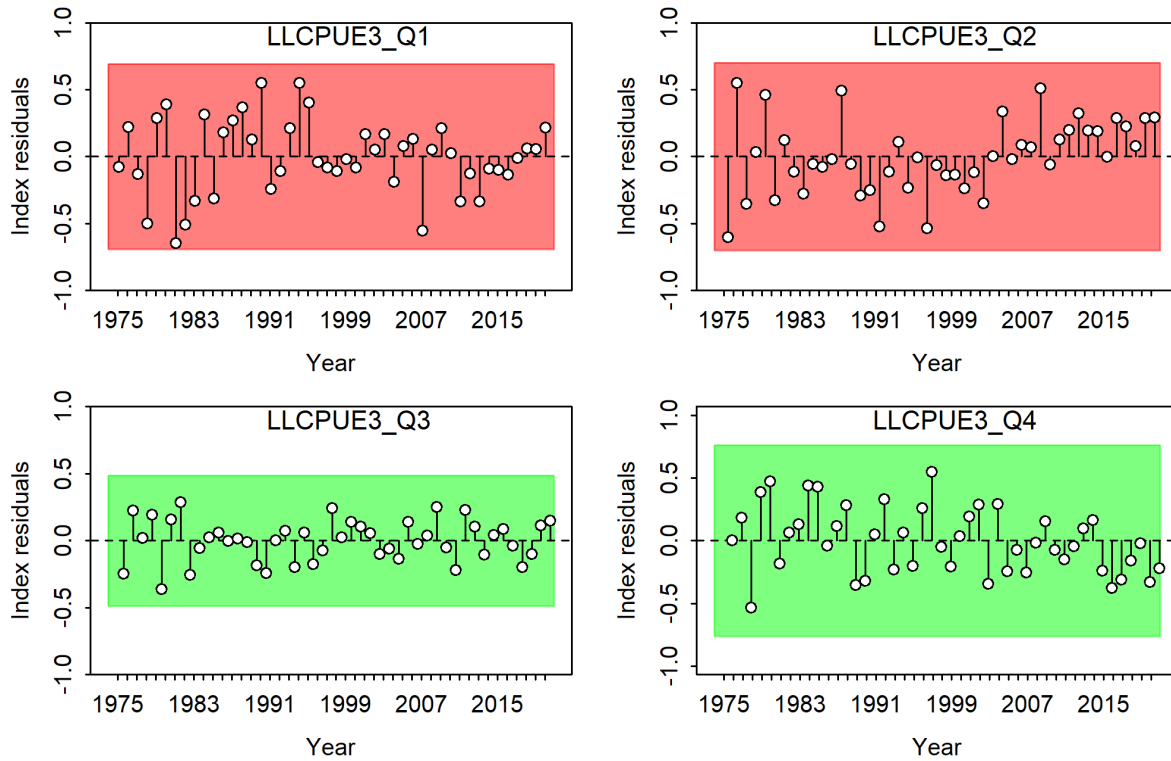 LLCPUE3_Q1
Index residuals
1.0
0.5
0.0
-0.5
-1.0
1975 1983 1991 1999 2007 2015
Year
LLCPUE3_Q2
Index residuals
1.0
0.5
0.0
-0.5
-1.0
1975 1983 1991 1999 2007 2015
Year
LLCPUE3_Q3
Index residuals
1.0
0.5
0.0
-0.5
-1.0
1975 1983 1991 1999 2007 2015
Year
LLCPUE3_Q4
Index residuals
1.0
0.5
0.0
-0.5
-1.0
1975 1983 1991 1999 2007 2015
Year